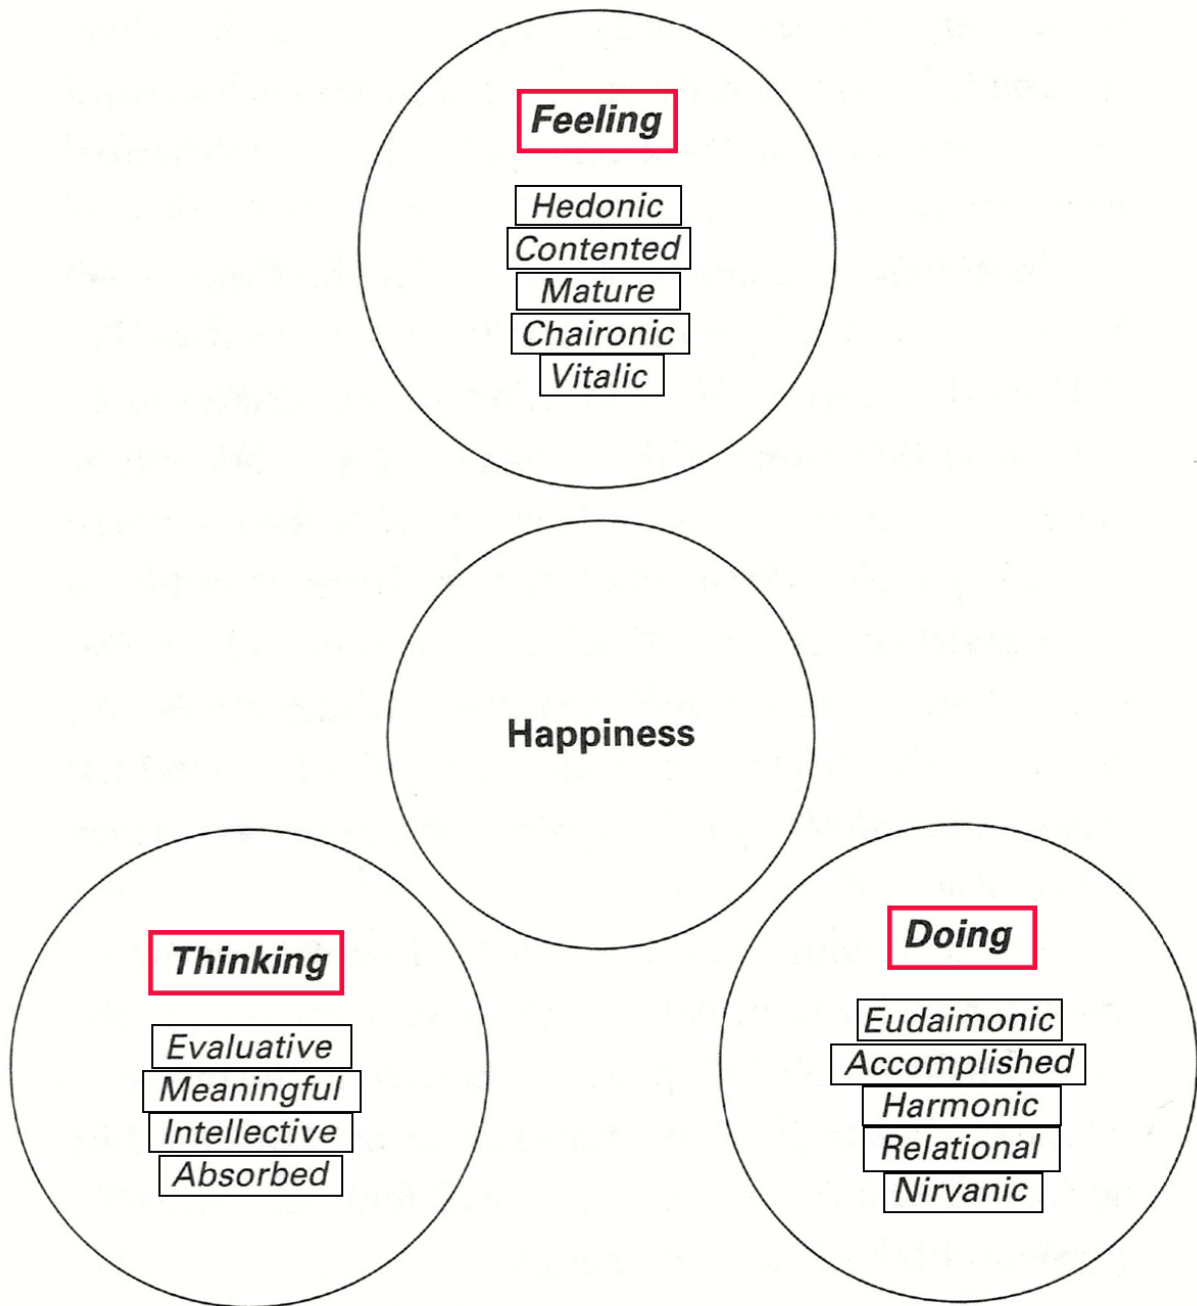 Feeling
Hedonic
Contented
Mature
Chaironic
Vitalic
Happiness
Thinking
Evaluative
Meaningful
Intellective
Absorbed
Doing
Eudaimonic
Accomplished
Harmonic
Relational
Nirvanic